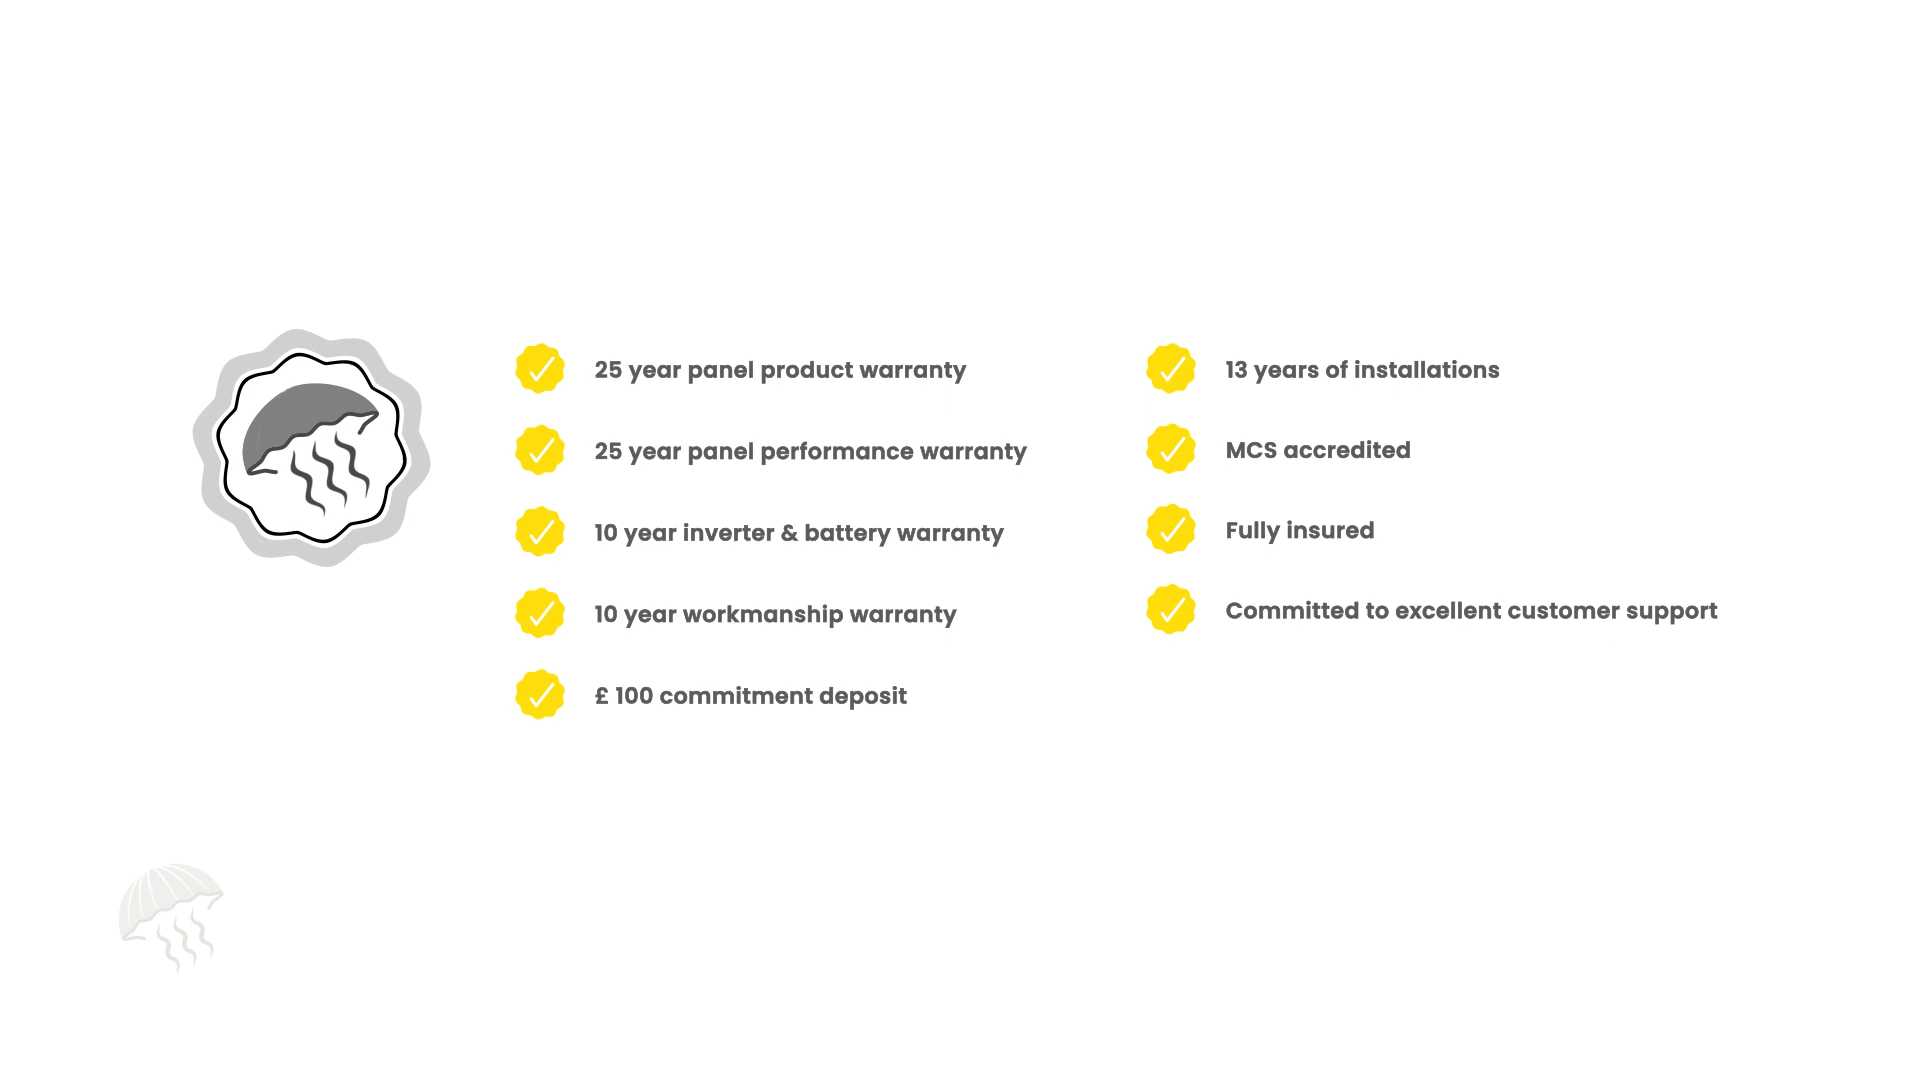 25 year panel product warranty
25 year panel performance warranty
10 year inverter & battery warranty
10 year workmanship warranty
£ 100 commitment deposit
13 years of installations
MCS accredited
Fully insured
Committed to excellent customer support